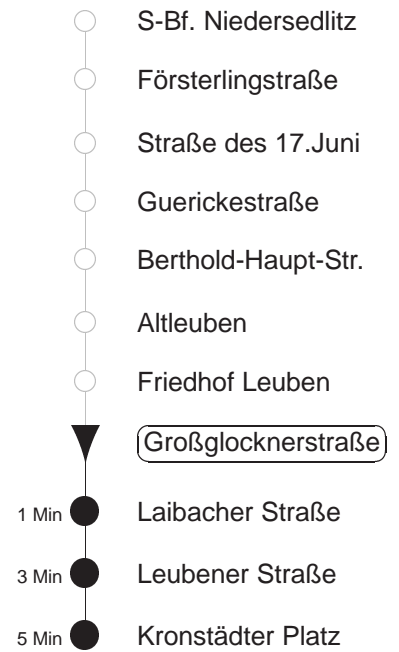 S-Bf. Niedersedlitz
Försterlingstraße
Straße des 17.Juni
Guerickestraße
Berthold-Haupt-Str.
Altleuben
Friedhof Leuben
Großglocknerstraße
1 Min Laibacher Straße
3 Min Leubener Straße
5 Min Kronstädter Platz